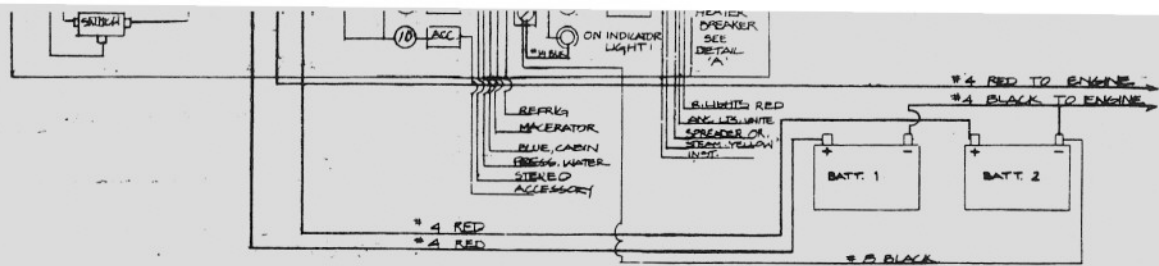 SWITCH
10
ACC
#14 BLK
ON INDICATOR
LIGHT
HEATER
BREAKER
SEE
DETAIL
'A'
#4 RED TO ENGINE
#4 BLACK TO ENGINE
REFRIG
MACERATOR
BLUE, CABIN
PRESS. WATER
STEREO
ACCESSORY
R. LIGHTS RED
ANC. LTS. WHITE
SPREADER OR.
STEAM. YELLOW
INST.
+ -
BATT. 1
+ -
BATT. 2
#4 RED
#4 RED
#8 BLACK